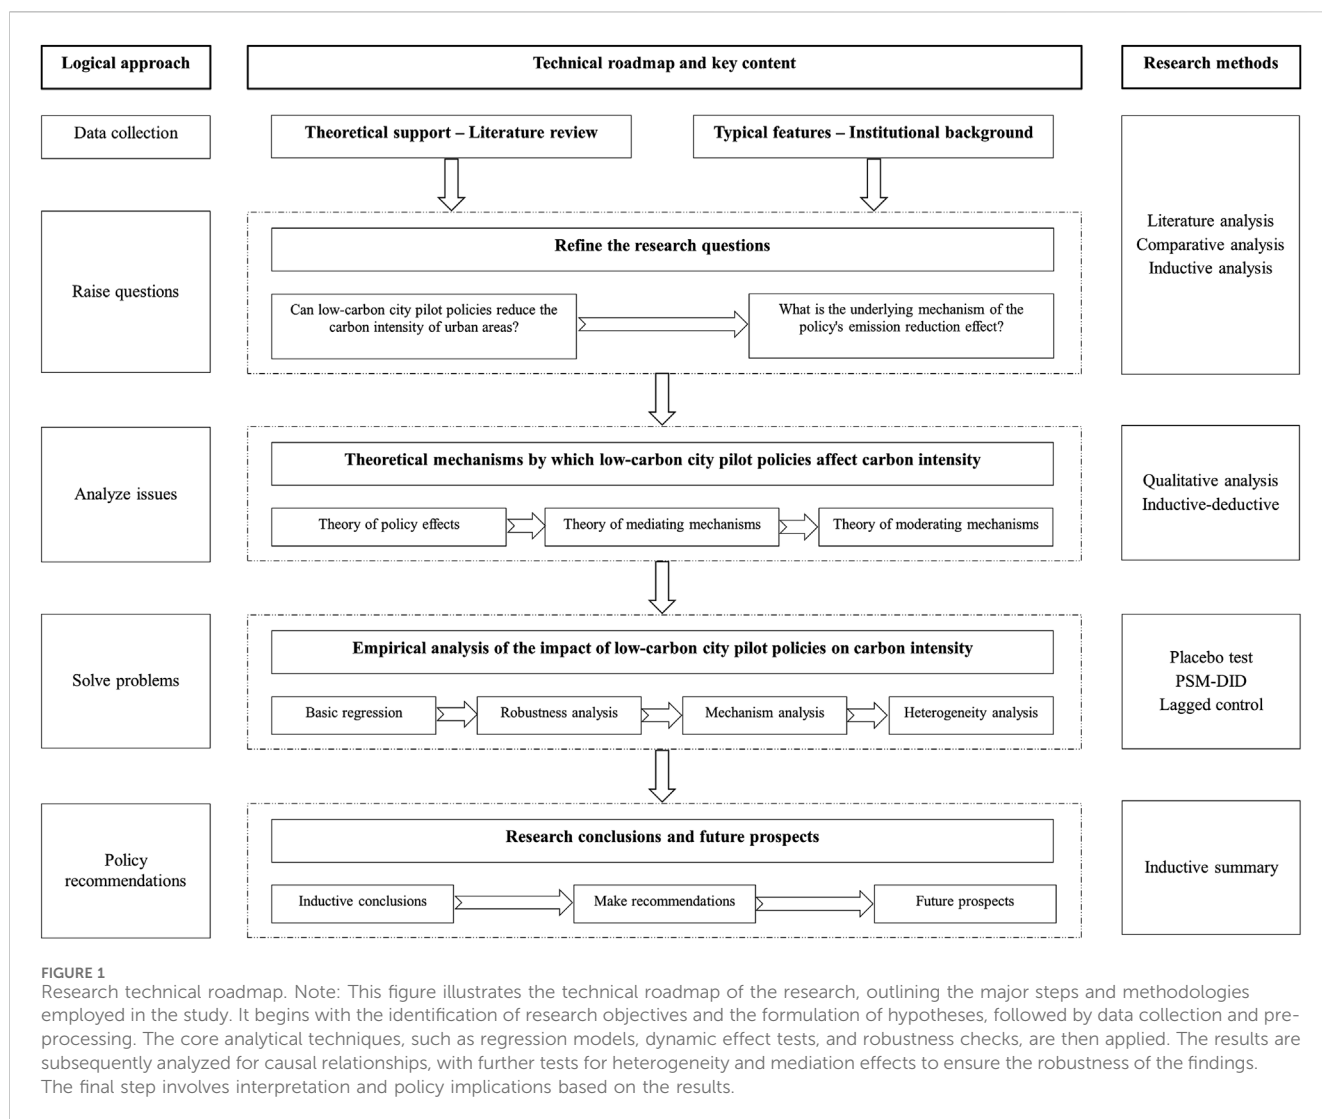 Logical approach
Technical roadmap and key content
Research methods
Data collection
Theoretical support – Literature review
Typical features – Institutional background
Literature analysis
Comparative analysis
Inductive analysis
Raise questions
Refine the research questions
Can low-carbon city pilot policies reduce the
carbon intensity of urban areas?
What is the underlying mechanism of the
policy's emission reduction effect?
Analyze issues
Theoretical mechanisms by which low-carbon city pilot policies affect carbon intensity
Theory of policy effects
Theory of mediating mechanisms
Theory of moderating mechanisms
Qualitative analysis
Inductive-deductive
Solve problems
Empirical analysis of the impact of low-carbon city pilot policies on carbon intensity
Basic regression
Robustness analysis
Mechanism analysis
Heterogeneity analysis
Placebo test
PSM-DID
Lagged control
Policy
recommendations
Research conclusions and future prospects
Inductive conclusions
Make recommendations
Future prospects
Inductive summary
FIGURE 1
Research technical roadmap. Note: This figure illustrates the technical roadmap of the research, outlining the major steps and methodologies
employed in the study. It begins with the identification of research objectives and the formulation of hypotheses, followed by data collection and pre-
processing. The core analytical techniques, such as regression models, dynamic effect tests, and robustness checks, are then applied. The results are
subsequently analyzed for causal relationships, with further tests for heterogeneity and mediation effects to ensure the robustness of the findings.
The final step involves interpretation and policy implications based on the results.